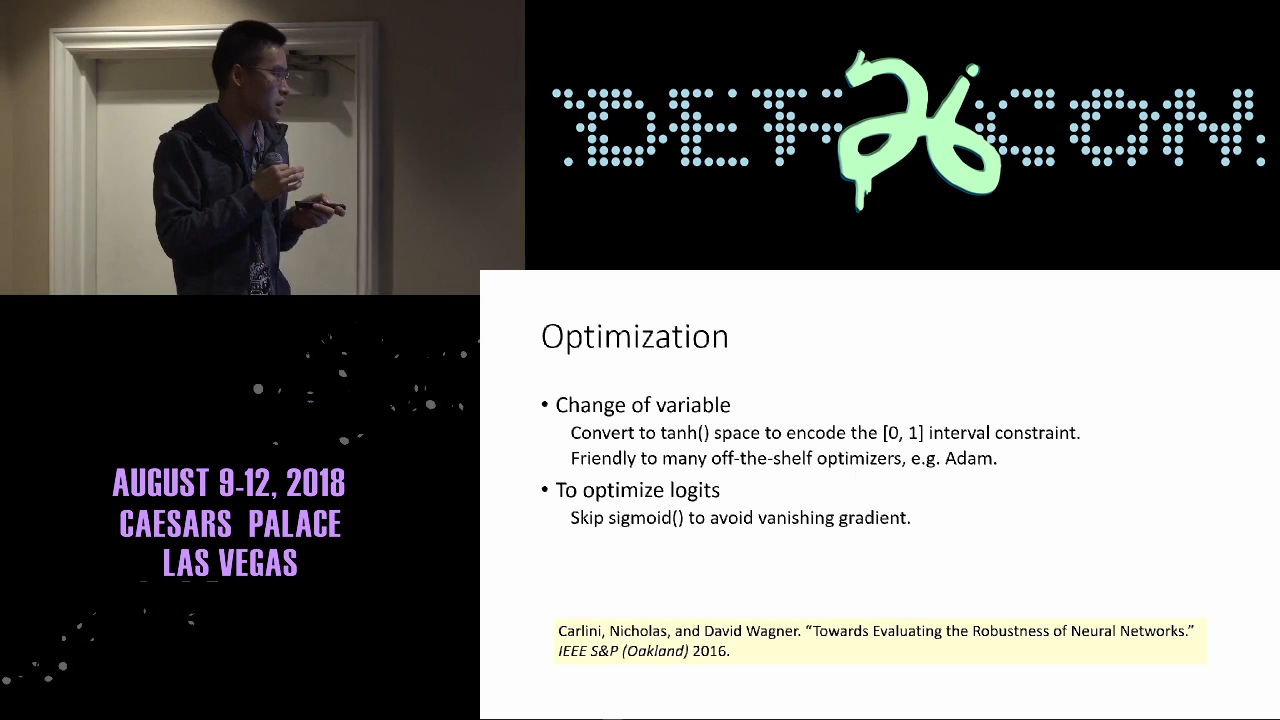 DEF 26 CON
AUGUST 9-12, 2018
CAESARS PALACE
LAS VEGAS
Optimization
• Change of variable
Convert to tanh() space to encode the [0, 1] interval constraint.
Friendly to many off-the-shelf optimizers, e.g. Adam.
• To optimize logits
Skip sigmoid() to avoid vanishing gradient.
Carlini, Nicholas, and David Wagner. “Towards Evaluating the Robustness of Neural Networks.”
IEEE S&P (Oakland) 2016.